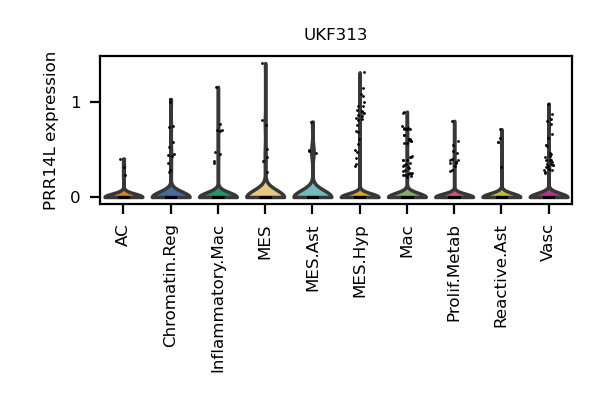 UKF313
PRR14L expression
1
0
AC
Chromatin.Reg
Inflammatory.Mac
MES
MES.Ast
MES.Hyp
Mac
Prolif.Metab
Reactive.Ast
Vasc